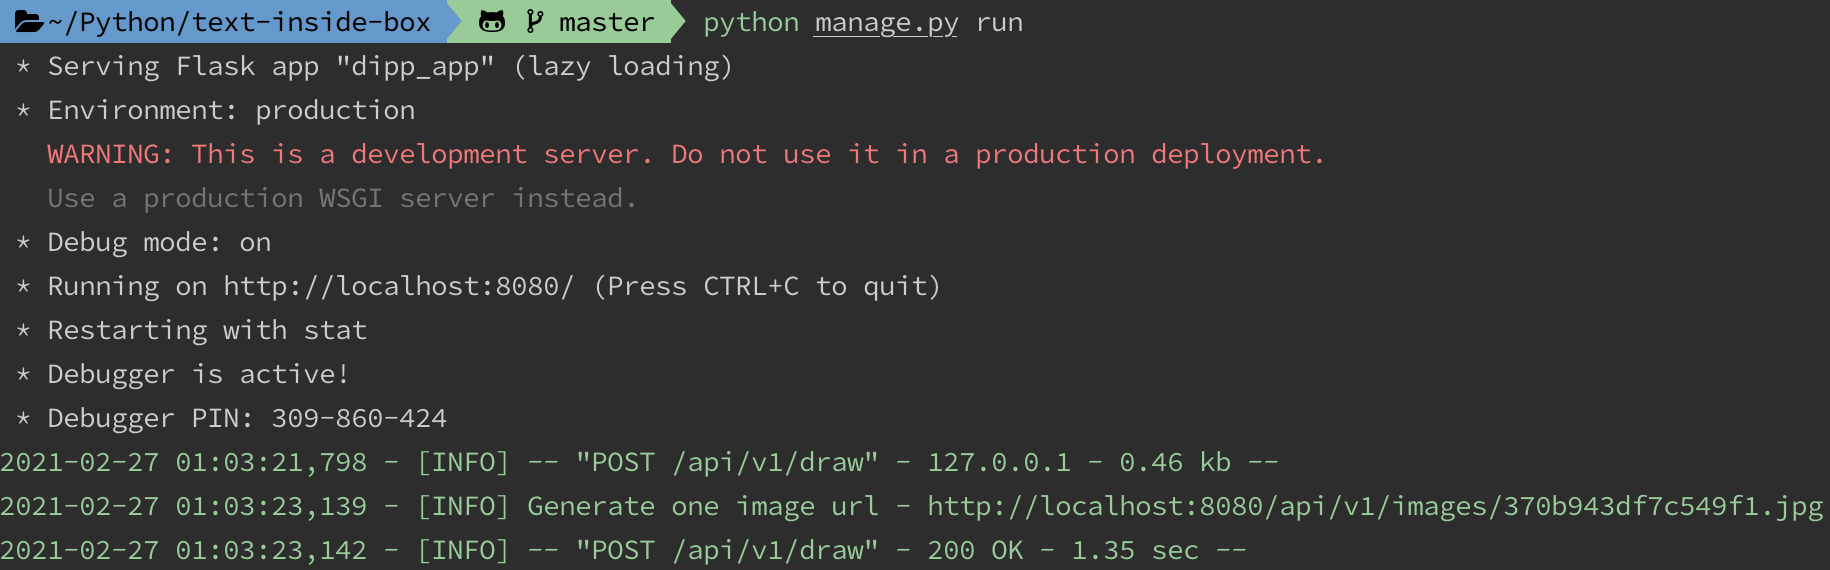 ~/Python/text-inside-box master python manage.py run
* Serving Flask app "dipp_app" (lazy loading)
* Environment: production
WARNING: This is a development server. Do not use it in a production deployment.
Use a production WSGI server instead.
* Debug mode: on
* Running on http://localhost:8080/ (Press CTRL+C to quit)
* Restarting with stat
* Debugger is active!
* Debugger PIN: 309-860-424
2021-02-27 01:03:21,798 - [INFO] -- "POST /api/v1/draw" - 127.0.0.1 - 0.46 kb --
2021-02-27 01:03:23,139 - [INFO] Generate one image url - http://localhost:8080/api/v1/images/370b943df7c549f1.jpg
2021-02-27 01:03:23,142 - [INFO] -- "POST /api/v1/draw" - 200 OK - 1.35 sec --